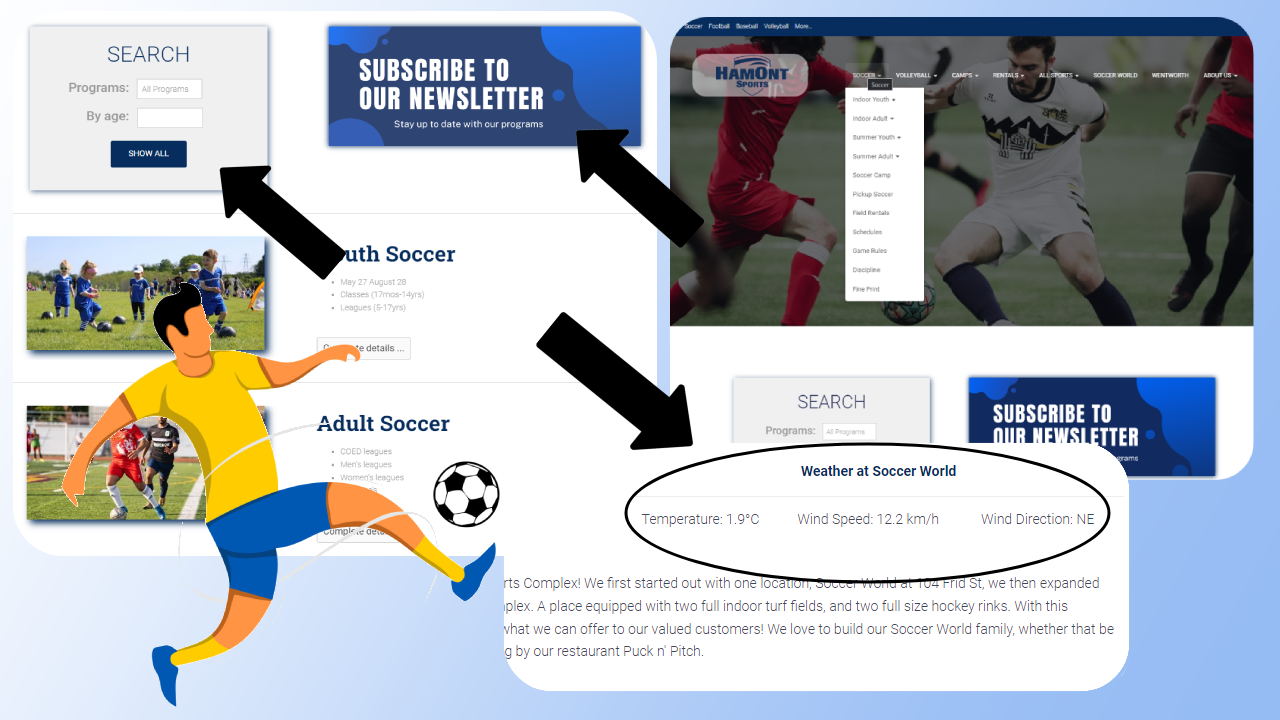 SEARCH
Programs: All Programs
By age:
SHOW ALL
SUBSCRIBE TO
OUR NEWSLETTER
Stay up to date with our programs
uth Soccer
May 27 August 28
Classes (17mos-14yrs)
Leagues (5-17yrs)
te details ...
Adult Soccer
COED leagues
Men's leagues
Women's leagues
Complete deta
Soccer Football Baseball Volleyball More...
HAMONT
SPORTS
SOCCER VOLLEYBALL CAMPS RENTALS ALL SPORTS SOCCER WORLD WENTWORTH ABOUT US
Soccer
Indoor Youth
Indoor Adult
Summer Youth
Summer Adult
Soccer Camp
Pickup Soccer
Field Rentals
Schedules
Game Rules
Discipline
Fine Print
SEARCH
Programs: All Programs
SUBSCRIBE TO
OUR NEWSLETTER
ograms
Weather at Soccer World
Temperature: 1.9°C Wind Speed: 12.2 km/h Wind Direction: NE
rts Complex! We first started out with one location, Soccer World at 104 Frid St, we then expanded
nplex. A place equipped with two full indoor turf fields, and two full size hockey rinks. With this
what we can offer to our valued customers! We love to build our Soccer World family, whether that be
g by our restaurant Puck n' Pitch.